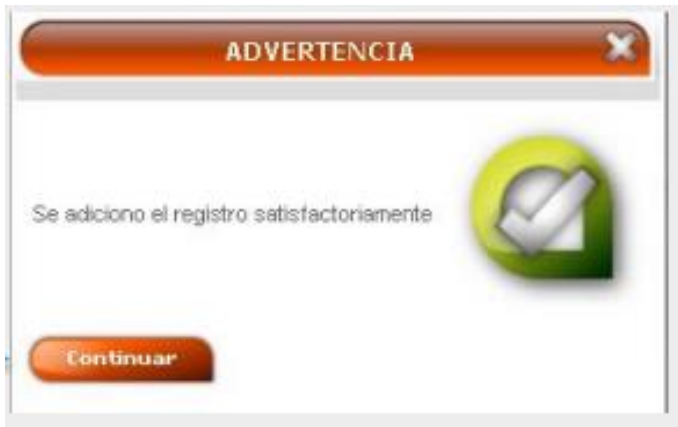 ADVERTENCIA
Se adiciono el registro satisfactoriamente
Continuar